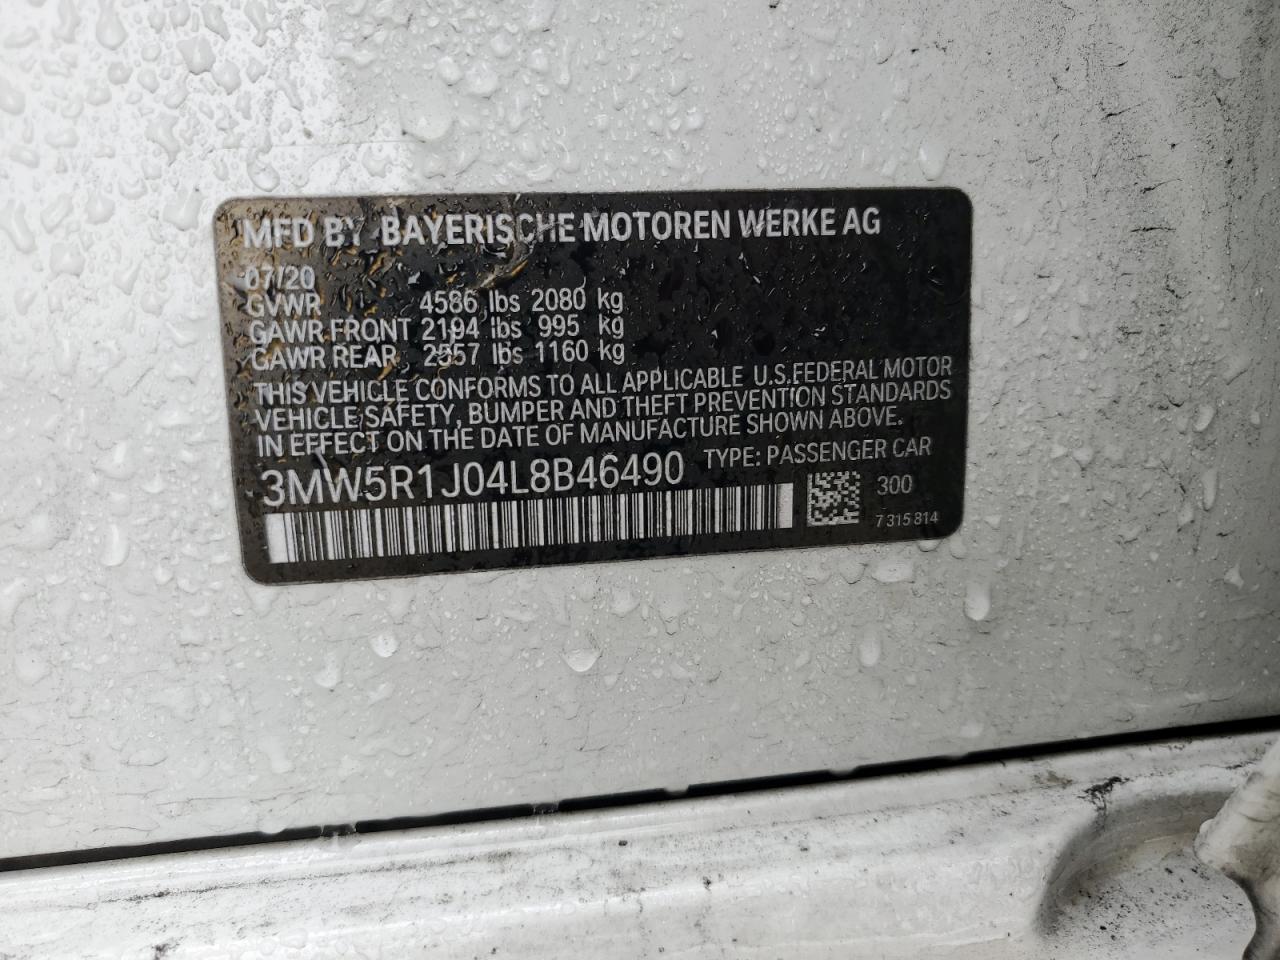 MFD BY BAYERISCHE MOTOREN WERKE AG
07/20
GVWR 4586 lbs 2080 kg
GAWR FRONT 2194 lbs 995 kg
GAWR REAR 2557 lbs 1160 kg
THIS VEHICLE CONFORMS TO ALL APPLICABLE U.S.FEDERAL MOTOR
VEHICLE SAFETY, BUMPER AND THEFT PREVENTION STANDARDS
IN EFFECT ON THE DATE OF MANUFACTURE SHOWN ABOVE.
3MW5R1J04L8B46490 TYPE: PASSENGER CAR
300
7315814